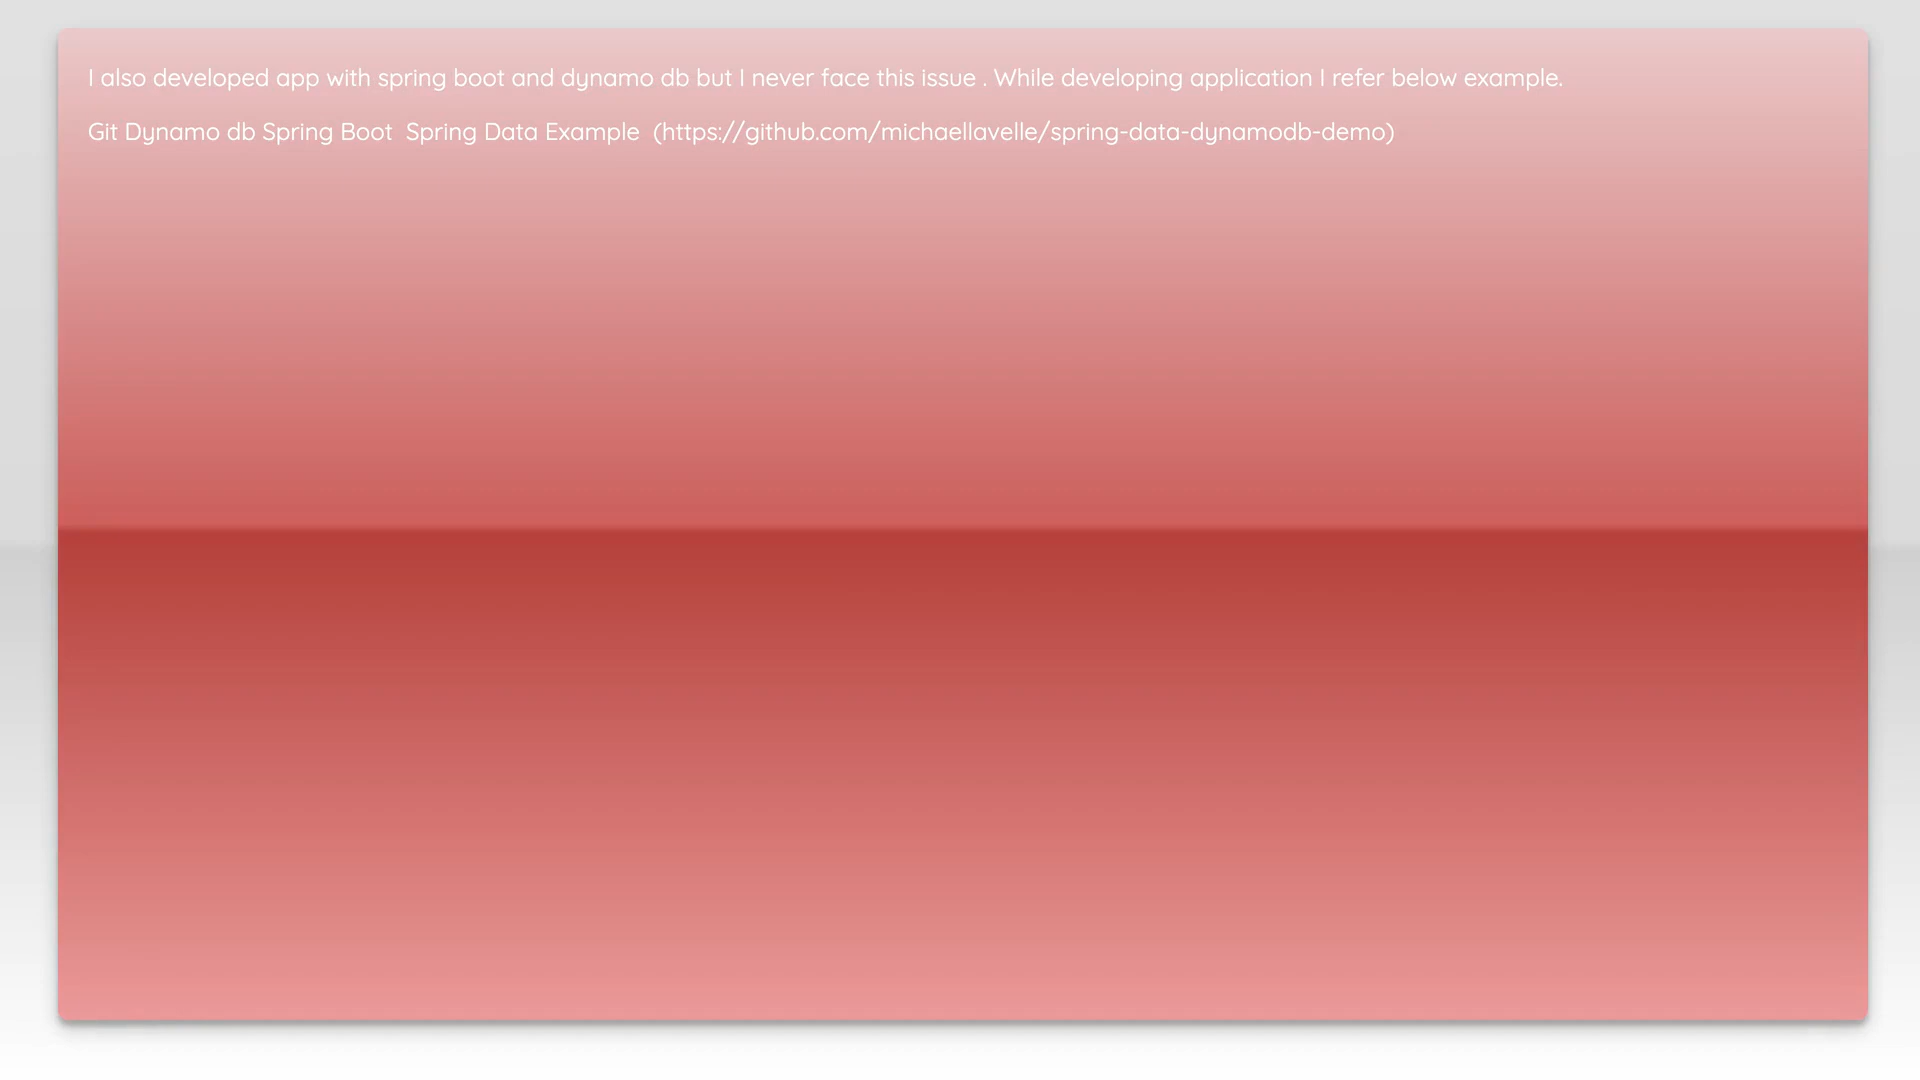 I also developed app with spring boot and dynamo db but I never face this issue . While developing application I refer below example.
Git Dynamo db Spring Boot  Spring Data Example  (https://github.com/michaellavelle/spring-data-dynamodb-demo)